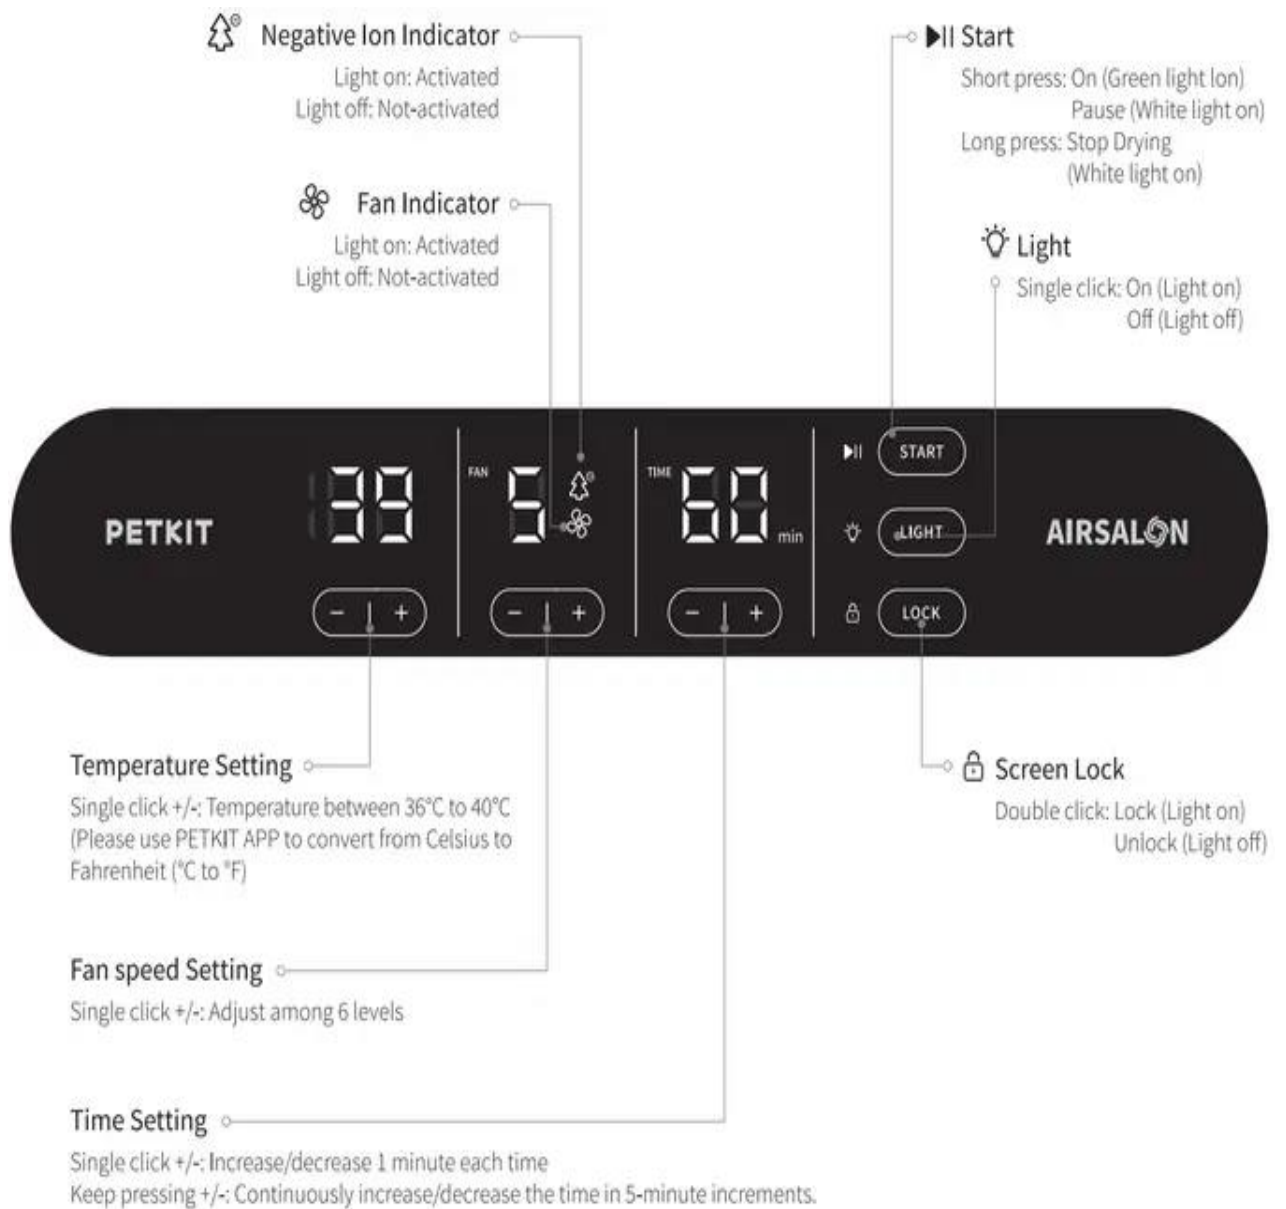 Negative Ion Indicator
Light on: Activated
Light off: Not-activated
Fan Indicator
Light on: Activated
Light off: Not-activated
Start
Short press: On (Green light lon)
Pause (White light on)
Long press: Stop Drying
(White light on)
Light
Single click: On (Light on)
Off (Light off)
PETKIT
39
FAN
5
TIME
60
min
START
LIGHT
LOCK
AIRSALON
- +
- +
- +
Temperature Setting
Single click +/-: Temperature between 36°C to 40°C
(Please use PETKIT APP to convert from Celsius to
Fahrenheit (°C to °F)
Screen Lock
Double click: Lock (Light on)
Unlock (Light off)
Fan speed Setting
Single click +/-: Adjust among 6 levels
Time Setting
Single click +/-: Increase/decrease 1 minute each time
Keep pressing +/-: Continuously increase/decrease the time in 5-minute increments.